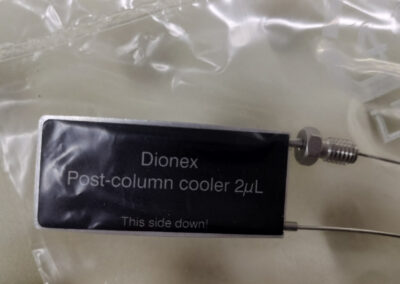 Dionex
Post-column cooler 2µL
This side down!